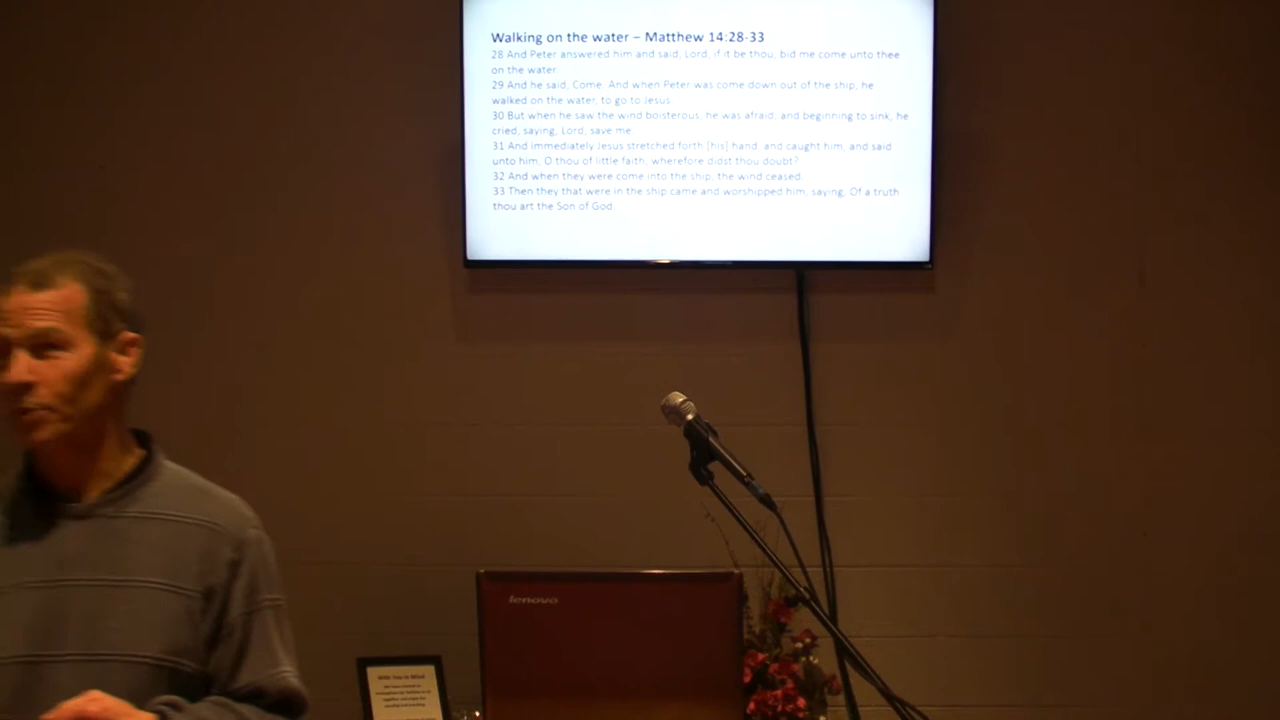 Walking on the water – Matthew 14:28-33
28 And Peter answered him and said, Lord, if it be thou, bid me come unto thee
on the water.
29 And he said, Come. And when Peter was come down out of the ship, he
walked on the water, to go to Jesus.
30 But when he saw the wind boisterous, he was afraid; and beginning to sink, he
cried, saying, Lord, save me.
31 And immediately Jesus stretched forth [his] hand, and caught him, and said
unto him, O thou of little faith, wherefore didst thou doubt?
32 And when they were come into the ship, the wind ceased.
33 Then they that were in the ship came and worshipped him, saying, Of a truth
thou art the Son of God.
lenovo
With You In Mind